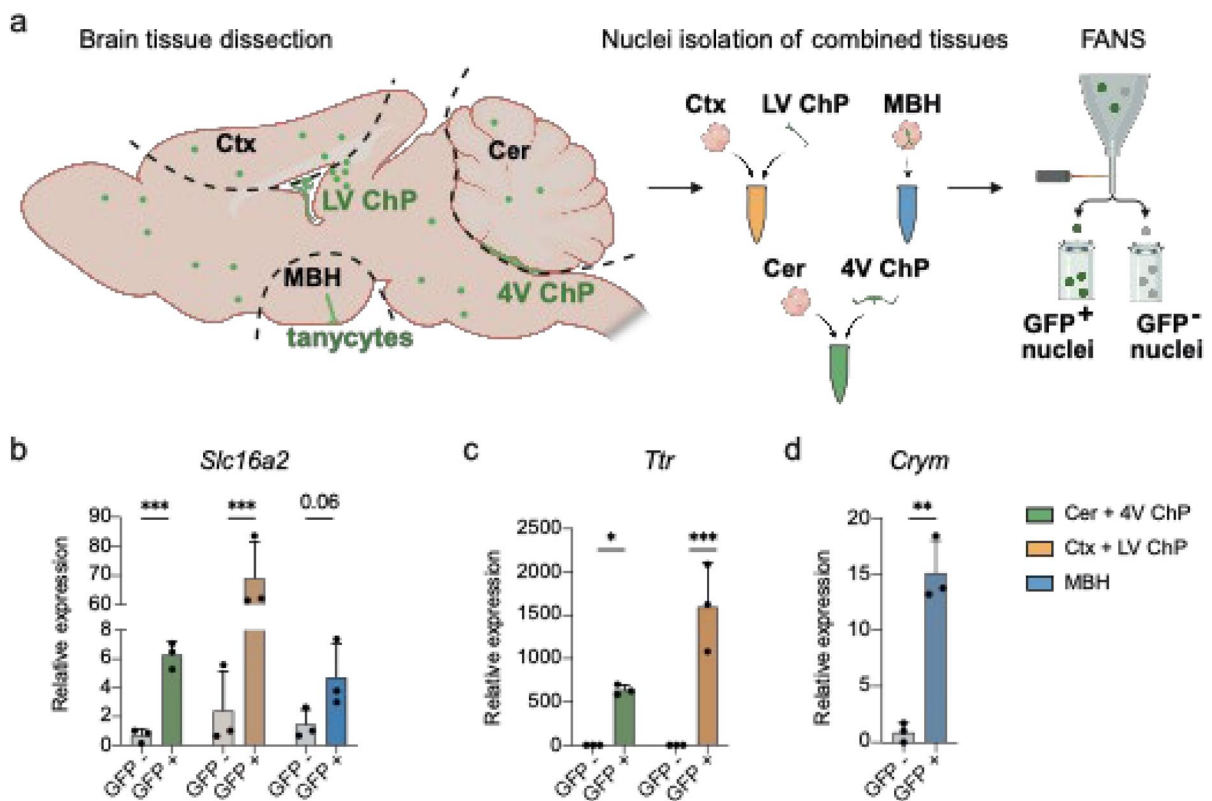 a
Brain tissue dissection
Nuclei isolation of combined tissues
FANS
Ctx
LV ChP
MBH
Cer
Ctx
Cer
LV ChP
MBH
tanycytes
4V ChP
Cer
4V ChP
GFP+
nuclei
GFP-
nuclei
b
Slc16a2
*** *** 0.06
Relative expression
90
80
70
60
8
6
4
2
0
GFP- GFP+ GFP- GFP+ GFP- GFP+
c
Ttr
* ***
Relative expression
2500
2000
1500
1000
500
0
GFP- GFP+ GFP- GFP+
d
Crym
**
Relative expression
20
15
10
5
0
GFP- GFP+
Cer + 4V ChP
Ctx + LV ChP
MBH